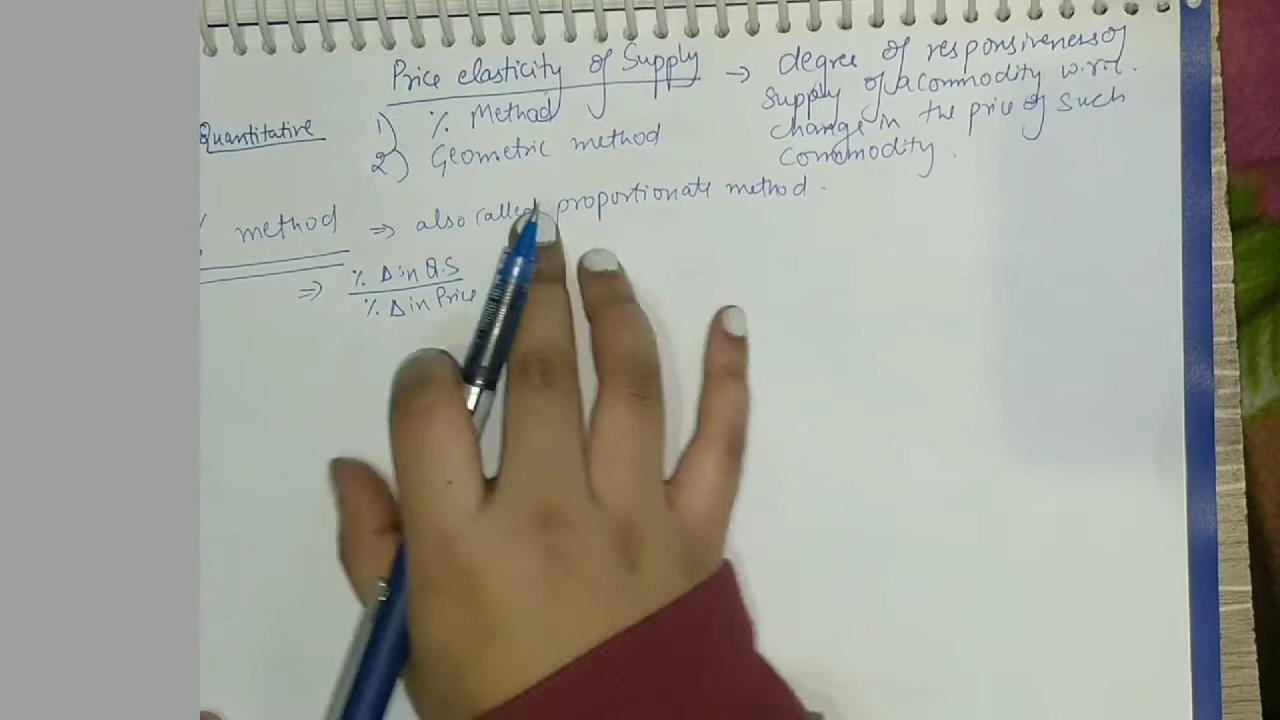 Price elasticity of Supply → degree of responsiveness of
supply of a commodity w.r.t.
change in the price of such
commodity.
Quantitative
1) % Method
2) Geometric method
% method ⇒ also called proportionate method.
⇒ % Δ in Q.S
% Δ in Price